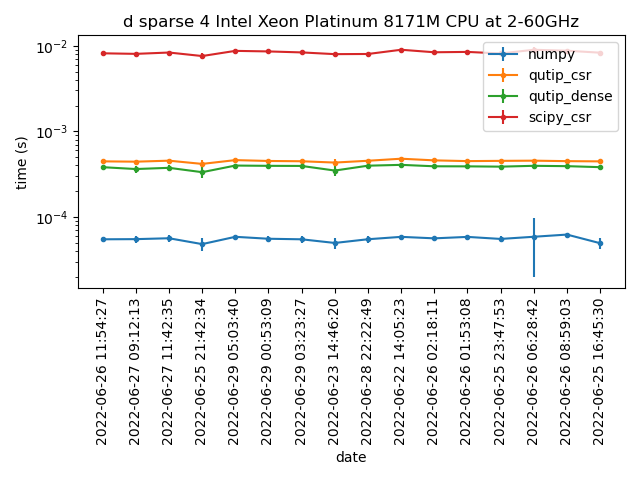 d sparse 4 Intel Xeon Platinum 8171M CPU at 2-60GHz
time (s)
10⁻²
10⁻³
10⁻⁴
numpy
qutip_csr
qutip_dense
scipy_csr
2022-06-26 11:54:27
2022-06-27 09:12:13
2022-06-27 11:42:35
2022-06-25 21:42:34
2022-06-29 05:03:40
2022-06-29 00:53:09
2022-06-29 03:23:27
2022-06-23 14:46:20
2022-06-28 22:22:49
2022-06-22 14:05:23
2022-06-26 02:18:11
2022-06-26 01:53:08
2022-06-25 23:47:53
2022-06-26 06:28:42
2022-06-26 08:59:03
2022-06-25 16:45:30
date